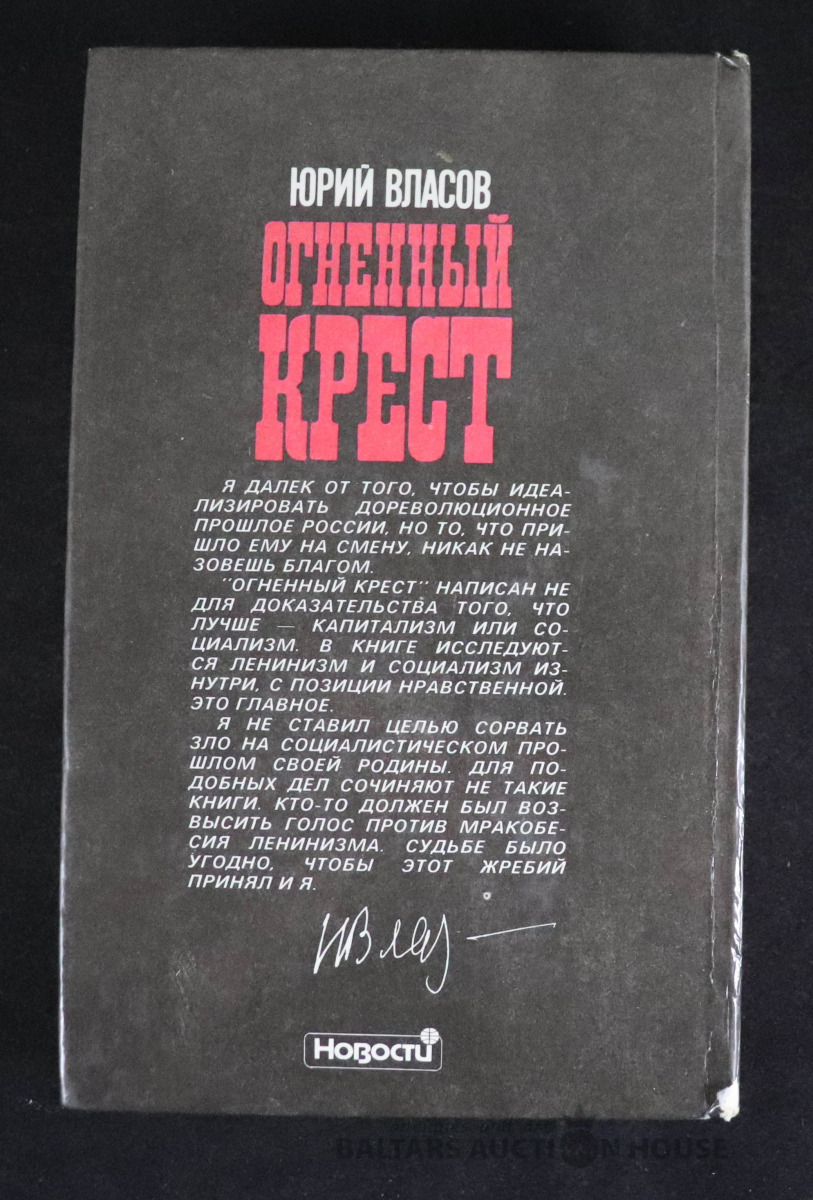 ЮРИЙ ВЛАСОВ
ОГНЕННЫЙ
КРЕСТ
Я ДАЛЕК ОТ ТОГО, ЧТОБЫ ИДЕА-
ЛИЗИРОВАТЬ ДОРЕВОЛЮЦИОННОЕ
ПРОШЛОЕ РОССИИ, НО ТО, ЧТО ПРИ-
ШЛО ЕМУ НА СМЕНУ, НИКАК НЕ НА-
ЗОВЕШЬ БЛАГОМ.
"ОГНЕННЫЙ КРЕСТ" НАПИСАН НЕ
ДЛЯ ДОКАЗАТЕЛЬСТВА ТОГО, ЧТО
ЛУЧШЕ — КАПИТАЛИЗМ ИЛИ СО-
ЦИАЛИЗМ. В КНИГЕ ИССЛЕДУЮТ-
СЯ ЛЕНИНИЗМ И СОЦИАЛИЗМ ИЗ-
НУТРИ, С ПОЗИЦИИ НРАВСТВЕННОЙ.
ЭТО ГЛАВНОЕ.
Я НЕ СТАВИЛ ЦЕЛЬЮ СОРВАТЬ
ЗЛО НА СОЦИАЛИСТИЧЕСКОМ ПРО-
ШЛОМ СВОЕЙ РОДИНЫ. ДЛЯ ПО-
ДОБНЫХ ДЕЛ СОЧИНЯЮТ НЕ ТАКИЕ
КНИГИ. КТО-ТО ДОЛЖЕН БЫЛ ВОЗ-
ВЫСИТЬ ГОЛОС ПРОТИВ МРАКОБЕ-
СИЯ ЛЕНИНИЗМА. СУДЬБЕ БЫЛО
УГОДНО, ЧТОБЫ ЭТОТ ЖРЕБИЙ
ПРИНЯЛ И Я.
Новости
BALTARS AUCTION HOUSE